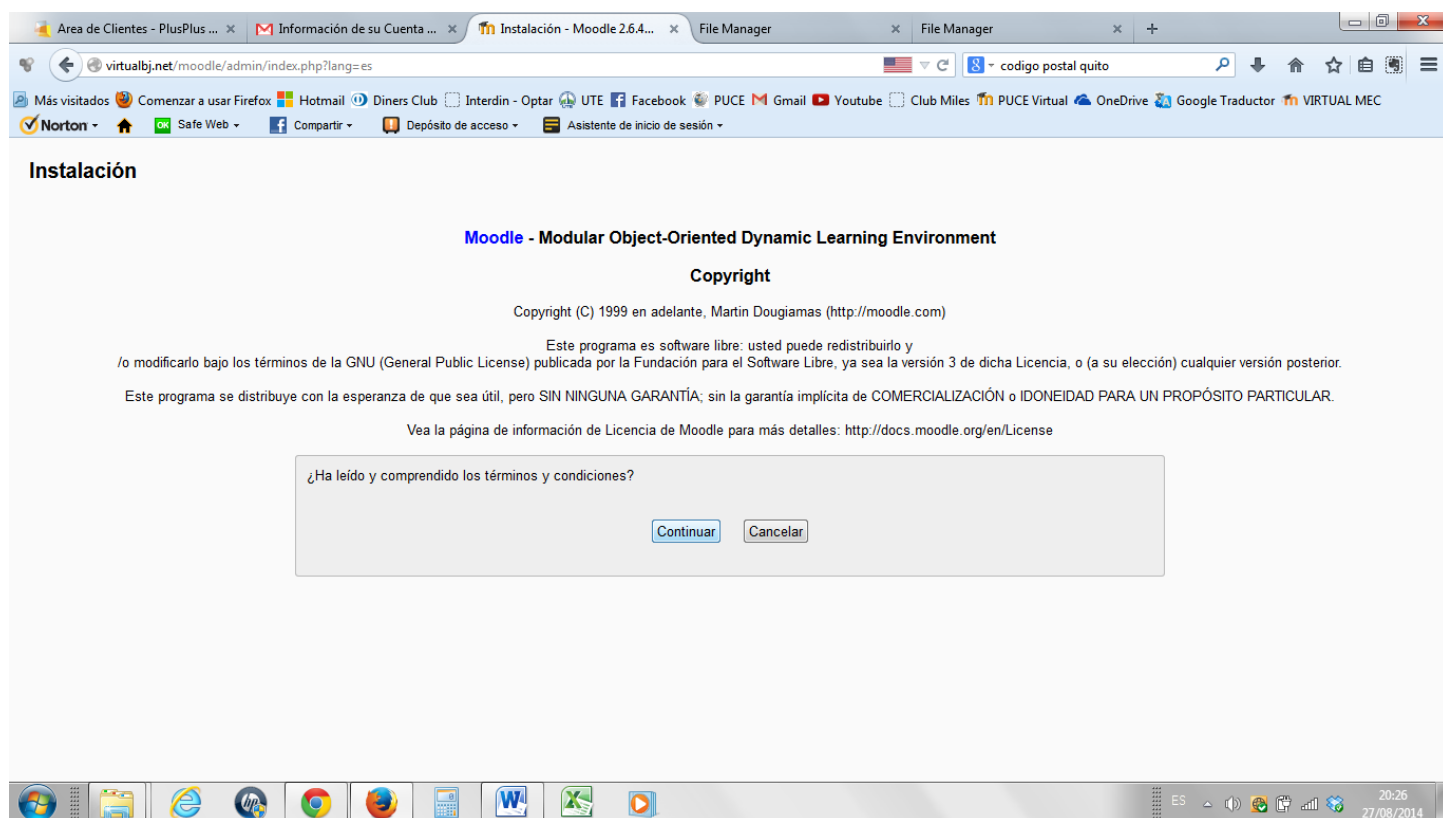 Area de Clientes - PlusPlus ... Información de su Cuenta ... Instalación - Moodle 2.6.4... File Manager File Manager
virtualbj.net/moodle/admin/index.php?lang=es codigo postal quito
Más visitados Comenzar a usar Firefox Hotmail Diners Club Interdin - Optar UTE Facebook PUCE Gmail Youtube Club Miles PUCE Virtual OneDrive Google Traductor VIRTUAL MEC
Norton OK Safe Web Compartir Depósito de acceso Asistente de inicio de sesión
Instalación
Moodle - Modular Object-Oriented Dynamic Learning Environment
Copyright
Copyright (C) 1999 en adelante, Martin Dougiamas (http://moodle.com)
Este programa es software libre: usted puede redistribuirlo y
/o modificarlo bajo los términos de la GNU (General Public License) publicada por la Fundación para el Software Libre, ya sea la versión 3 de dicha Licencia, o (a su elección) cualquier versión posterior.
Este programa se distribuye con la esperanza de que sea útil, pero SIN NINGUNA GARANTÍA; sin la garantía implícita de COMERCIALIZACIÓN o IDONEIDAD PARA UN PROPÓSITO PARTICULAR.
Vea la página de información de Licencia de Moodle para más detalles: http://docs.moodle.org/en/License
¿Ha leído y comprendido los términos y condiciones?
Continuar Cancelar
ES 20:26
27/08/2014